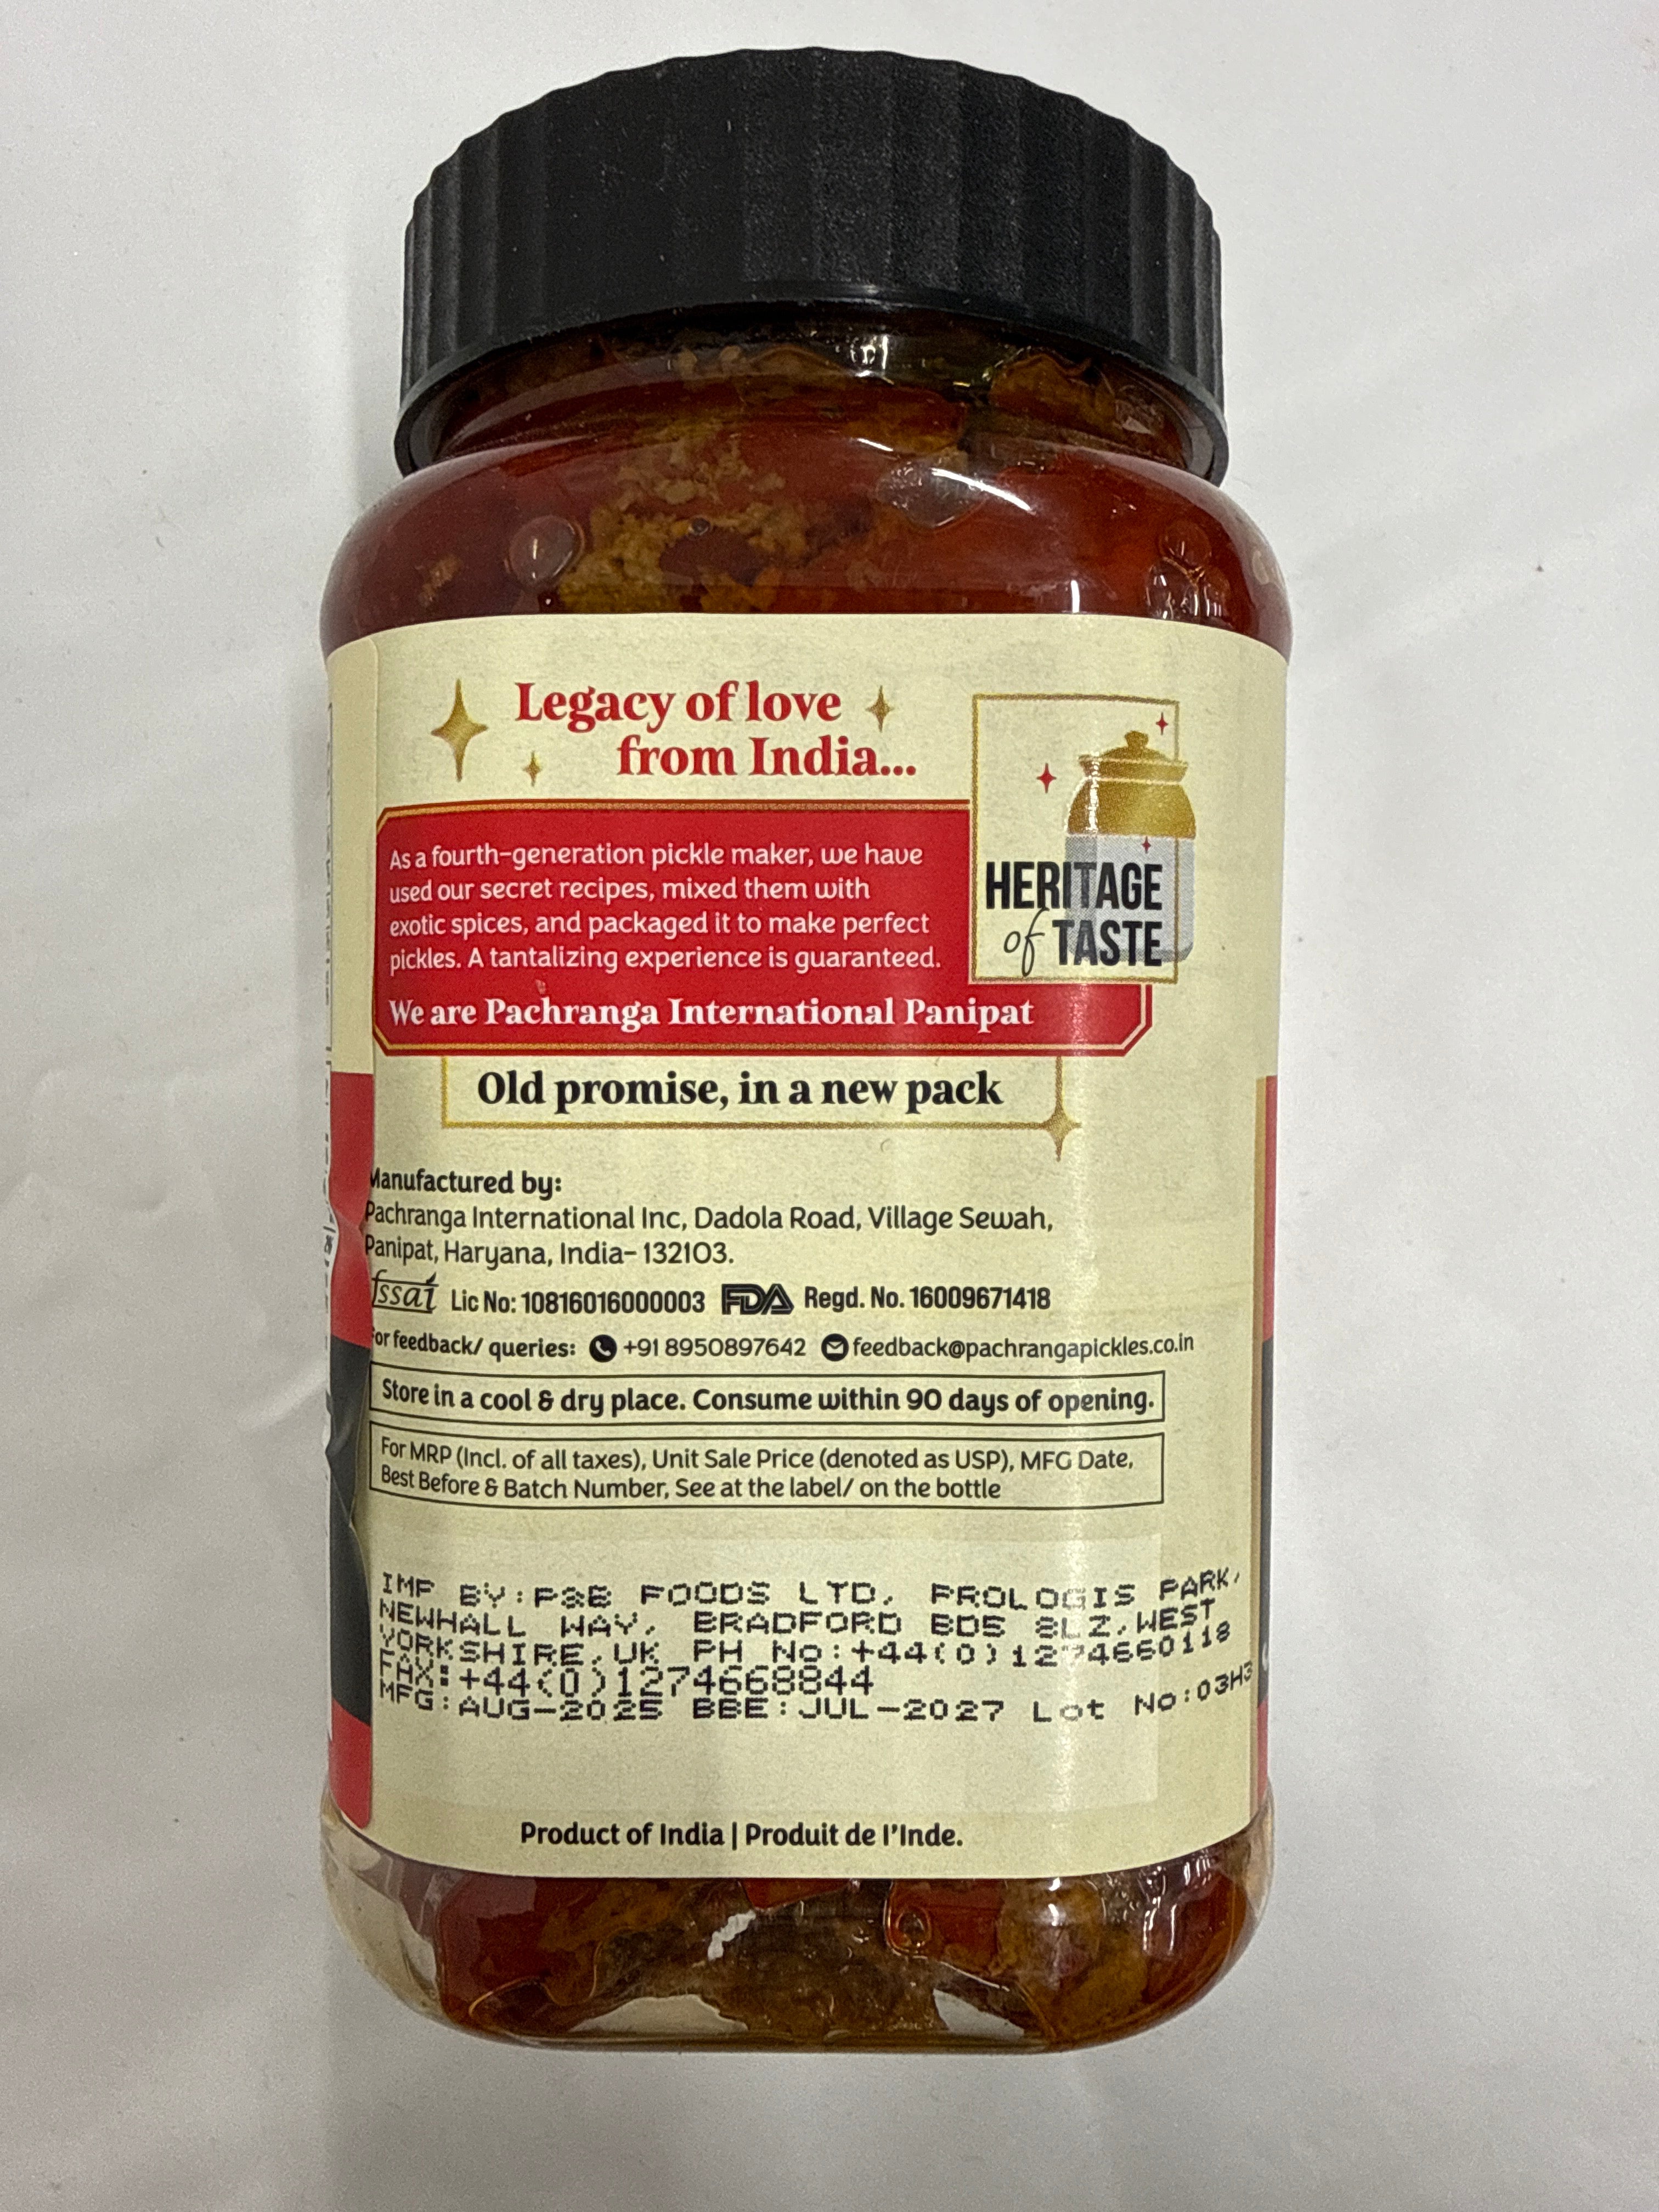 Legacy of love
from India...
HERITAGE
of TASTE
As a fourth-generation pickle maker, we have
used our secret recipes, mixed them with
exotic spices, and packaged it to make perfect
pickles. A tantalizing experience is guaranteed.
We are Pachranga International Panipat
Old promise, in a new pack
Manufactured by:
Pachranga International Inc, Dadola Road, Village Sewah,
Panipat, Haryana, India- 132103.
fssai Lic No: 10816016000003 FDA Regd. No. 16009671418
For feedback/ queries: +91 8950897642 feedback@pachrangapickles.co.in
Store in a cool & dry place. Consume within 90 days of opening.
For MRP (Incl. of all taxes), Unit Sale Price (denoted as USP), MFG Date,
Best Before & Batch Number, See at the label/ on the bottle
IMP BY:P&B FOODS LTD, PROLOGIS PARK,
NEWHALL WAY, BRADFORD BD5 8LZ,WEST
YORKSHIRE,UK PH No:+44(0)1274660118
FAX:+44(0)1274668844
MFG:AUG-2025 BBE:JUL-2027 Lot No:03H3
Product of India | Produit de l'Inde.